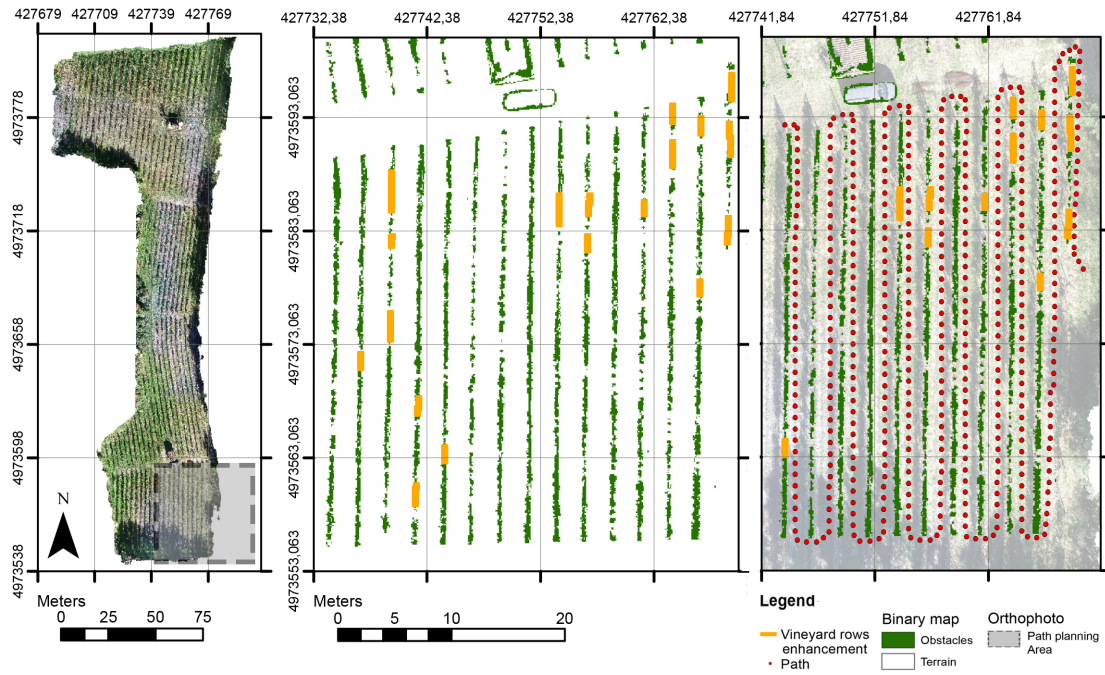 427679
427739
427709
427769
4973778
4973718
4973658
4973598
4973538
N
Meters
0 25 50 75
427732,38
427742,38
427752,38
427762,38
4973593,063
4973583,063
4973573,063
4973563,063
4973553,063
Meters
0 5 10 20
427741,84
427751,84
427761,84
Legend
Vineyard rows
enhancement
Path
Binary map
Obstacles
Terrain
Orthophoto
Path planning
Area